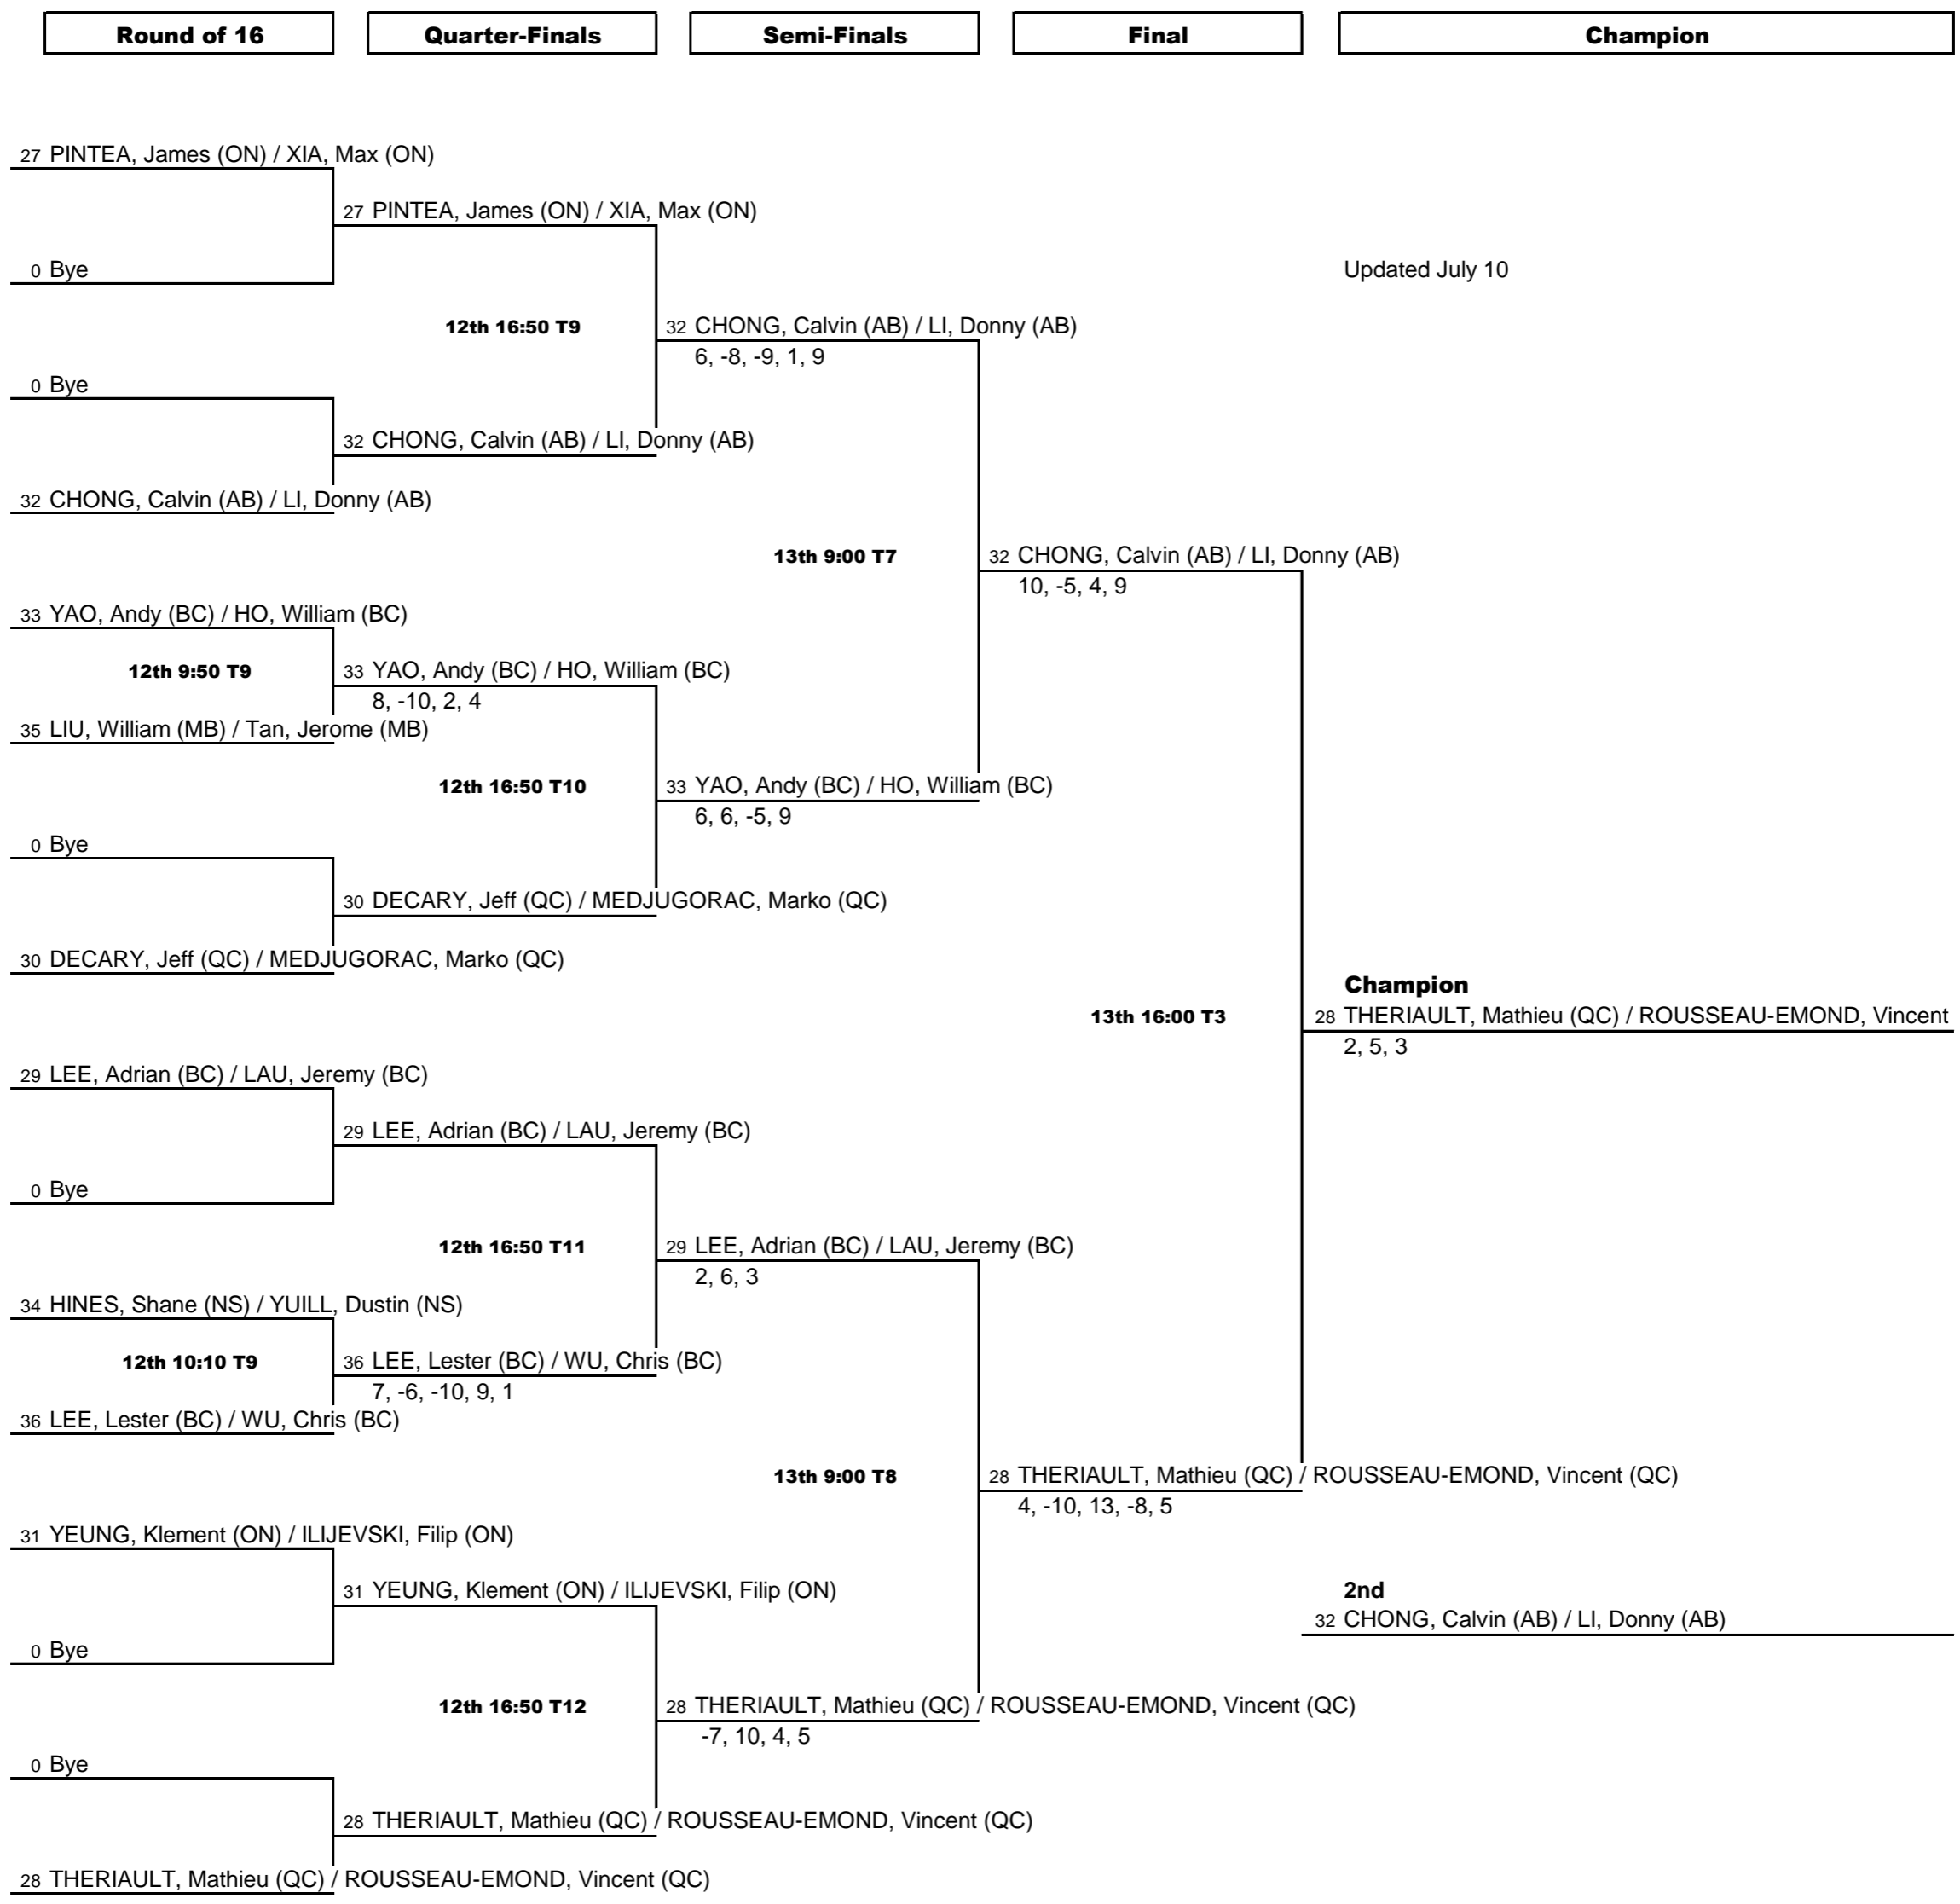 Round of 16 Quarter-Finals Semi-Finals Final Champion
27 PINTEA, James (ON) / XIA, Max (ON)
27 PINTEA, James (ON) / XIA, Max (ON)
0 Bye
Updated July 10
12th 16:50 T9
32 CHONG, Calvin (AB) / LI, Donny (AB)
6, -8, -9, 1, 9
0 Bye
32 CHONG, Calvin (AB) / LI, Donny (AB)
32 CHONG, Calvin (AB) / LI, Donny (AB)
13th 9:00 T7
32 CHONG, Calvin (AB) / LI, Donny (AB)
10, -5, 4, 9
33 YAO, Andy (BC) / HO, William (BC)
12th 9:50 T9
33 YAO, Andy (BC) / HO, William (BC)
8, -10, 2, 4
35 LIU, William (MB) / Tan, Jerome (MB)
12th 16:50 T10
33 YAO, Andy (BC) / HO, William (BC)
6, 6, -5, 9
0 Bye
30 DECARY, Jeff (QC) / MEDJUGORAC, Marko (QC)
30 DECARY, Jeff (QC) / MEDJUGORAC, Marko (QC)
Champion
13th 16:00 T3
28 THERIAULT, Mathieu (QC) / ROUSSEAU-EMOND, Vincent
2, 5, 3
29 LEE, Adrian (BC) / LAU, Jeremy (BC)
29 LEE, Adrian (BC) / LAU, Jeremy (BC)
0 Bye
12th 16:50 T11
29 LEE, Adrian (BC) / LAU, Jeremy (BC)
2, 6, 3
34 HINES, Shane (NS) / YUILL, Dustin (NS)
12th 10:10 T9
36 LEE, Lester (BC) / WU, Chris (BC)
7, -6, -10, 9, 1
36 LEE, Lester (BC) / WU, Chris (BC)
13th 9:00 T8
28 THERIAULT, Mathieu (QC) / ROUSSEAU-EMOND, Vincent (QC)
4, -10, 13, -8, 5
31 YEUNG, Klement (ON) / ILIJEVSKI, Filip (ON)
31 YEUNG, Klement (ON) / ILIJEVSKI, Filip (ON)
2nd
32 CHONG, Calvin (AB) / LI, Donny (AB)
0 Bye
12th 16:50 T12
28 THERIAULT, Mathieu (QC) / ROUSSEAU-EMOND, Vincent (QC)
-7, 10, 4, 5
0 Bye
28 THERIAULT, Mathieu (QC) / ROUSSEAU-EMOND, Vincent (QC)
28 THERIAULT, Mathieu (QC) / ROUSSEAU-EMOND, Vincent (QC)